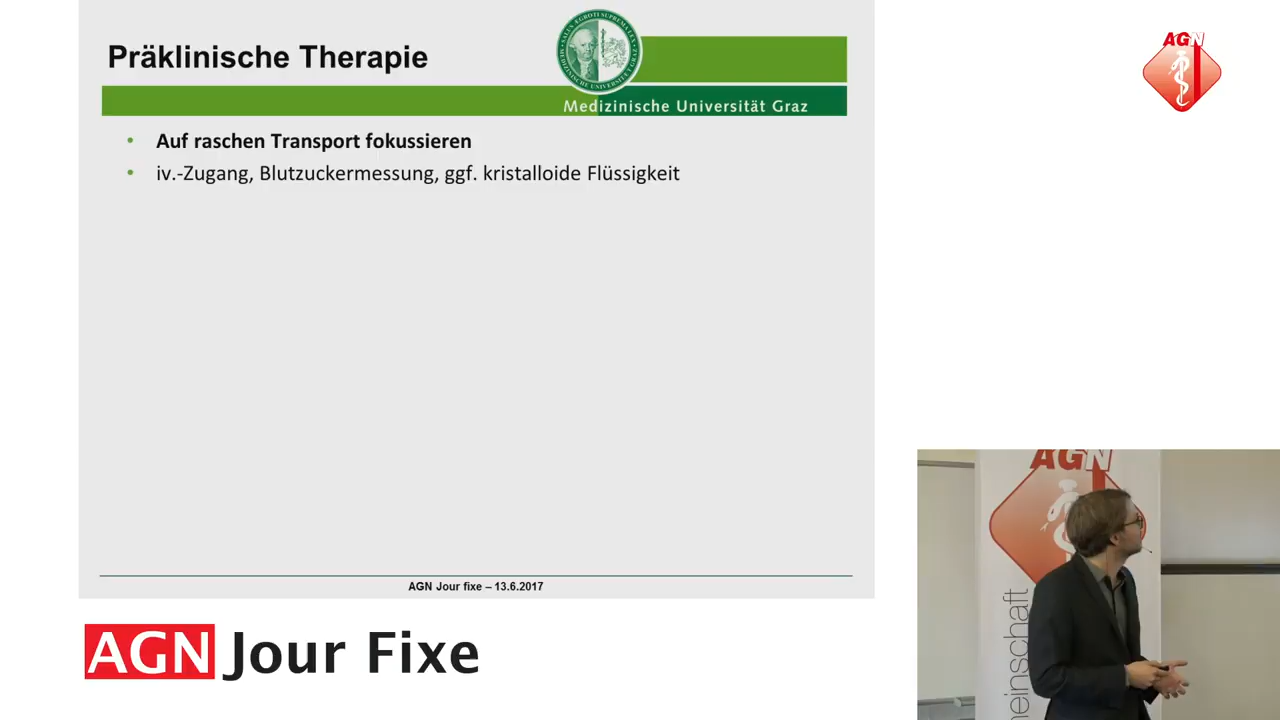 Präklinische Therapie
Medizinische Universität Graz
• Auf raschen Transport fokussieren
• iv.-Zugang, Blutzuckermessung, ggf. kristalloide Flüssigkeit
AGN Jour fixe – 13.6.2017
AGN Jour Fixe
AGN
AGN
einschaft